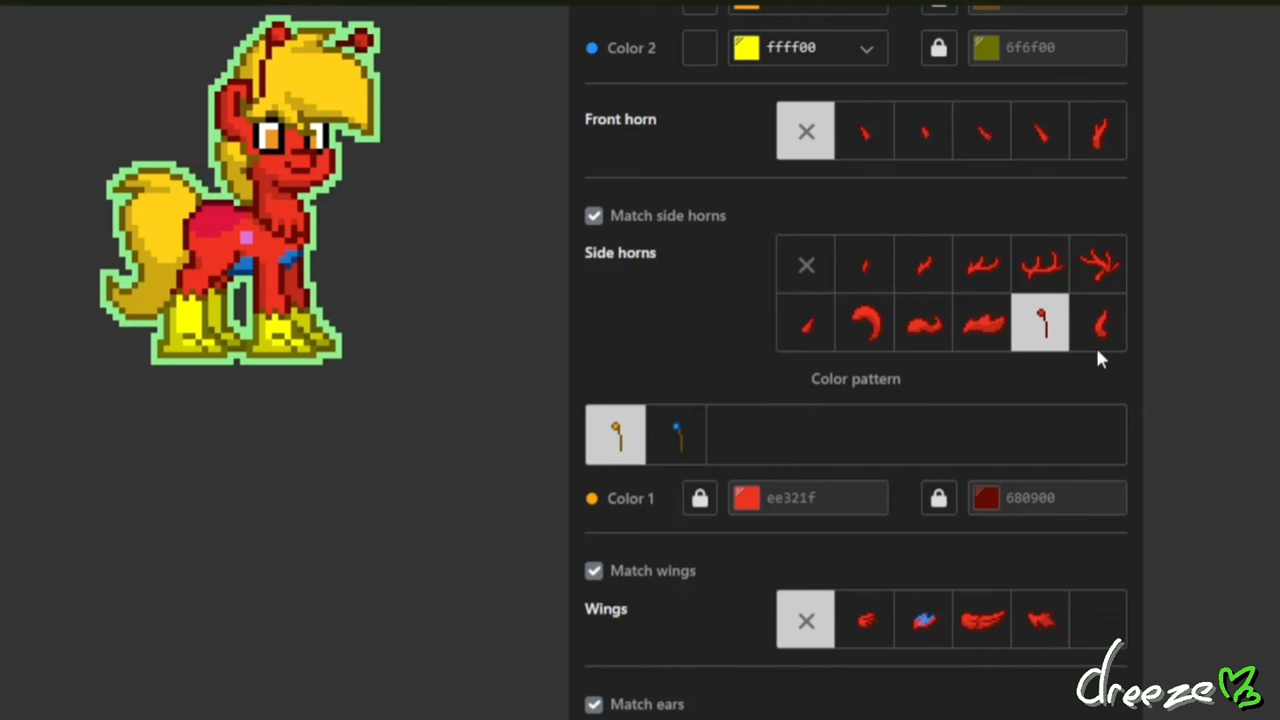 Color 2 ffff00 6f6f00
Front horn
Match side horns
Side horns
Color pattern
Color 1 ee321f 680900
Match wings
Wings
Match ears
dreeze